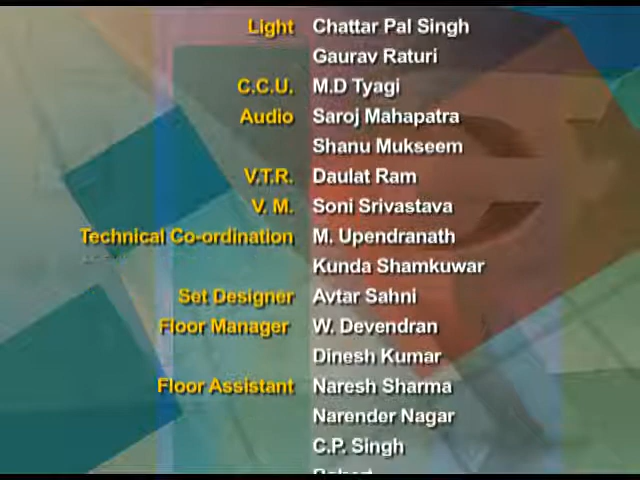 Light Chattar Pal Singh
Gaurav Raturi
C.C.U. M.D Tyagi
Audio Saroj Mahapatra
Shanu Mukseem
V.T.R. Daulat Ram
V. M. Soni Srivastava
Technical Co-ordination M. Upendranath
Kunda Shamkuwar
Set Designer Avtar Sahni
Floor Manager W. Devendran
Dinesh Kumar
Floor Assistant Naresh Sharma
Narender Nagar
C.P. Singh